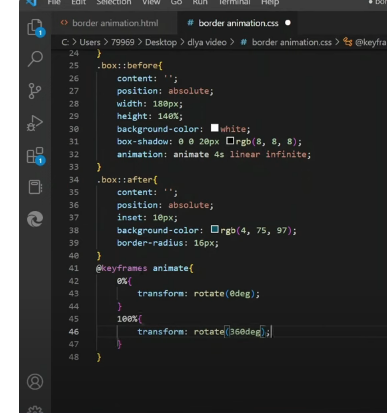 File Edit Selection View Go Run Terminal Help
border animation.html # border animation.css ●
C: > Users > 79969 > Desktop > dlya video > # border animation.css > @keyfra
24 }
25 .box::before{
26 content: '';
27 position: absolute;
28 width: 180px;
29 height: 140%;
30 background-color: white;
31 box-shadow: 0 0 20px rgb(8, 8, 8);
32 animation: animate 4s linear infinite;
33 }
34 .box::after{
35 content: '';
36 position: absolute;
37 inset: 10px;
38 background-color: rgb(4, 75, 97);
39 border-radius: 16px;
40 }
41 @keyframes animate{
42 0%{
43 transform: rotate(0deg);
44 }
45 100%{
46 transform: rotate(360deg);
47 }
48 }